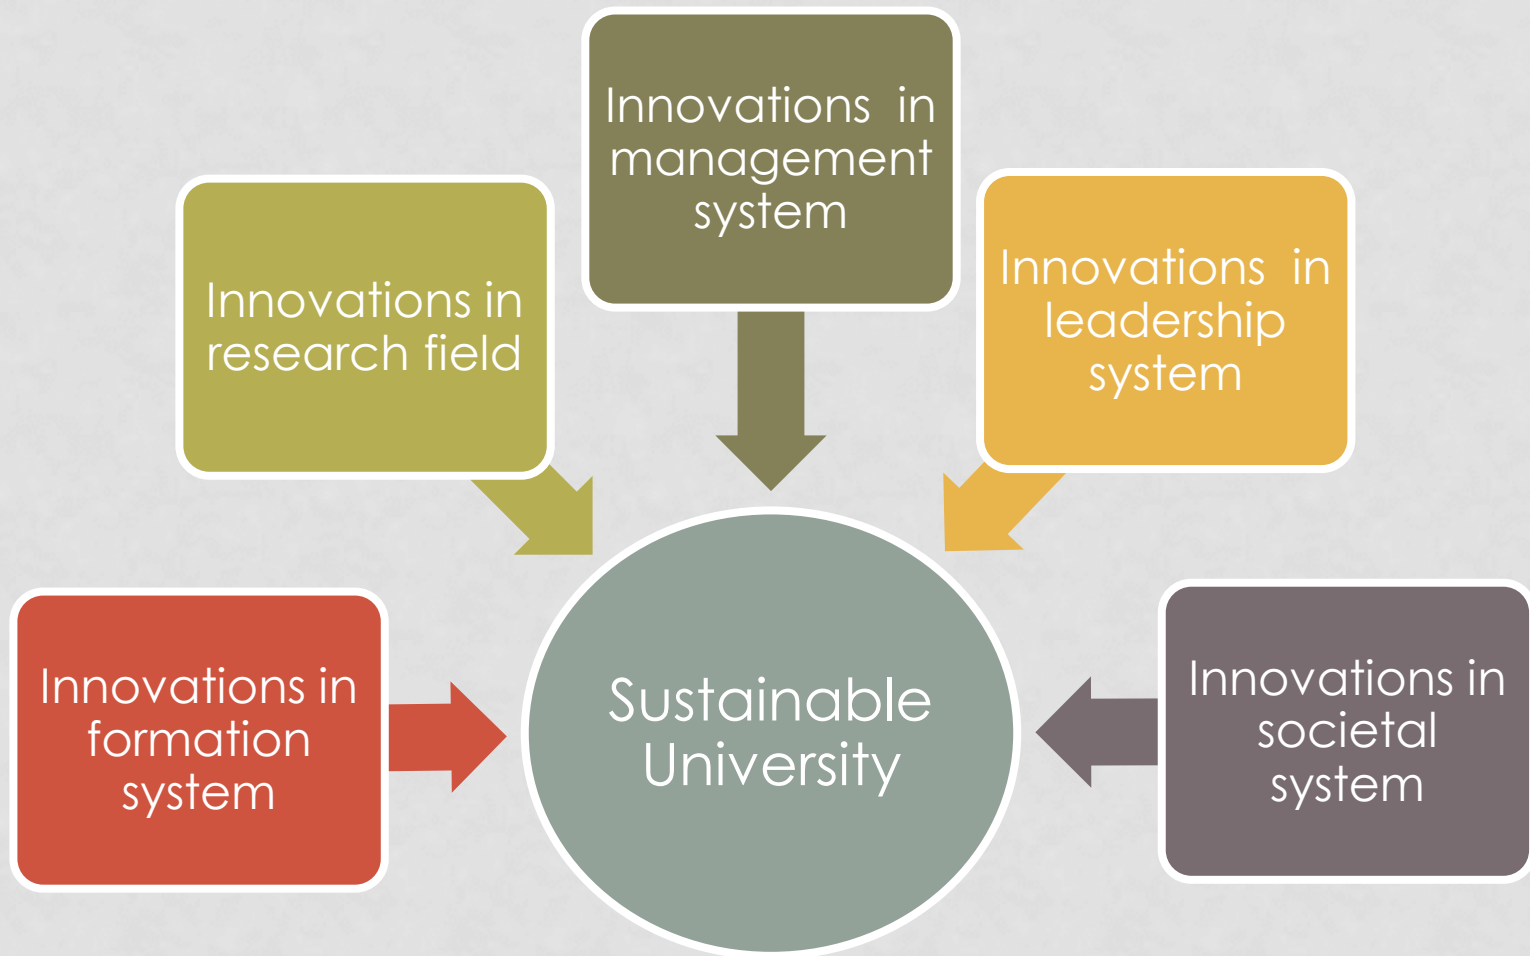 Innovations in
management
system
Innovations in
research field
Innovations in
leadership
system
Innovations in
formation
system
Sustainable
University
Innovations in
societal
system